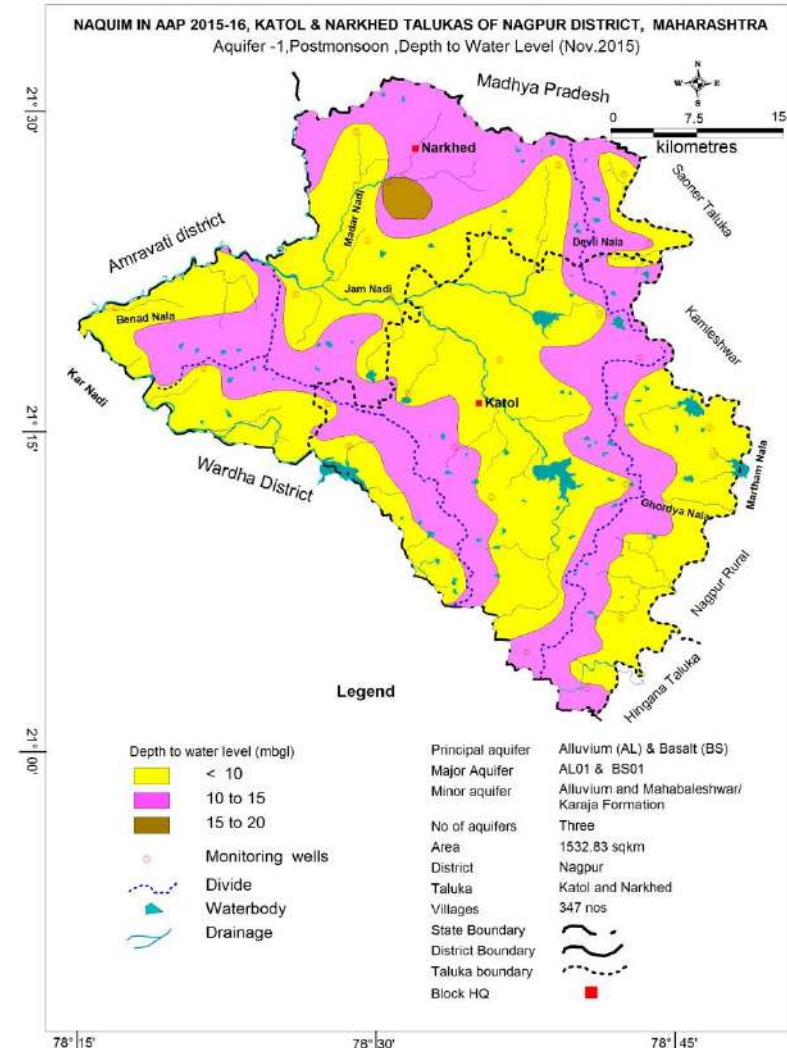 NAQUIM IN AAP 2015-16, KATOL & NARKHED TALUKAS OF NAGPUR DISTRICT, MAHARASHTRA
Aquifer -1,Postmonsoon ,Depth to Water Level (Nov.2015)
Madhya Pradesh
N
W E
S
0 7.5 15
kilometres
21° 30'
Narkhed
Saoner Taluka
Madar Nadi
Amravati district
Devli Nala
Jam Nadi
Benad Nala
Kamleshwar
Kar Nadi
Katol
21° 15'
Wardha District
Martham Nala
Ghordya Nala
Nagpur Rural
Hingana Taluka
Legend
21° 00'
Depth to water level (mbgl)
< 10
10 to 15
15 to 20
Monitoring wells
Divide
Waterbody
Drainage
Principal aquifer Alluvium (AL) & Basalt (BS)
Major Aquifer AL01 & BS01
Minor aquifer Alluvium and Mahabaleshwar/
Karaja Formation
No of aquifers Three
Area 1532.83 sqkm
District Nagpur
Taluka Katol and Narkhed
Villages 347 nos
State Boundary
District Boundary
Taluka boundary
Block HQ
78° 15' 78° 30' 78° 45'